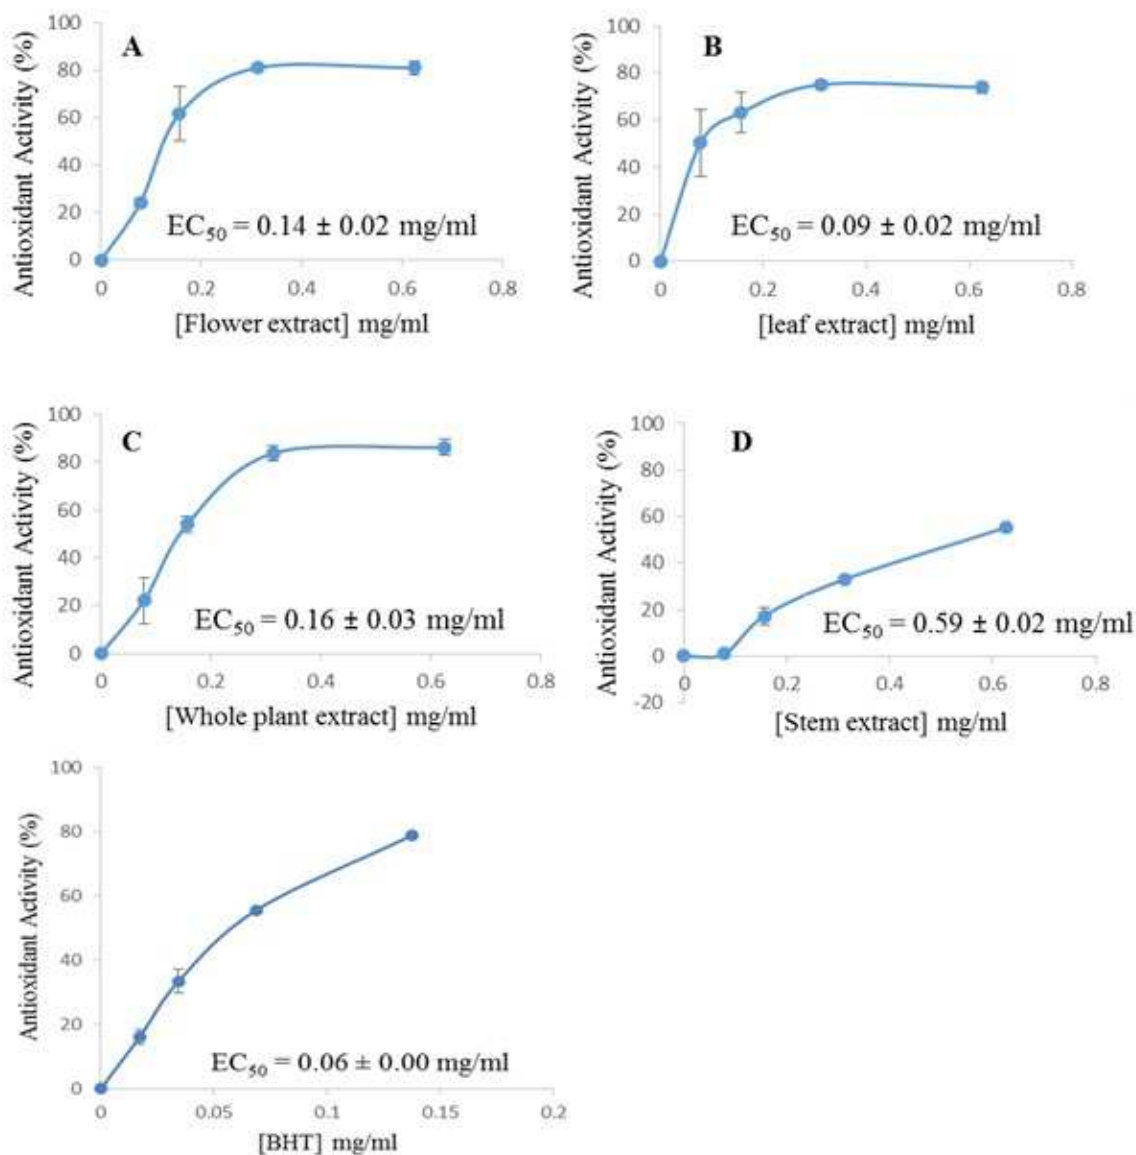 A
Antioxidant Activity (%)
100
80
60
40
20
0
0 0.2 0.4 0.6 0.8
EC50 = 0.14 ± 0.02 mg/ml
[Flower extract] mg/ml
B
Antioxidant Activity (%)
100
80
60
40
20
0
0 0.2 0.4 0.6 0.8
EC50 = 0.09 ± 0.02 mg/ml
[leaf extract] mg/ml
C
Antioxidant Activity (%)
100
80
60
40
20
0
0 0.2 0.4 0.6 0.8
EC50 = 0.16 ± 0.03 mg/ml
[Whole plant extract] mg/ml
D
Antioxidant Activity (%)
100
80
60
40
20
0
-20
0 0.2 0.4 0.6 0.8
EC50 = 0.59 ± 0.02 mg/ml
[Stem extract] mg/ml
Antioxidant Activity (%)
100
80
60
40
20
0
0 0.05 0.1 0.15 0.2
EC50 = 0.06 ± 0.00 mg/ml
[BHT] mg/ml